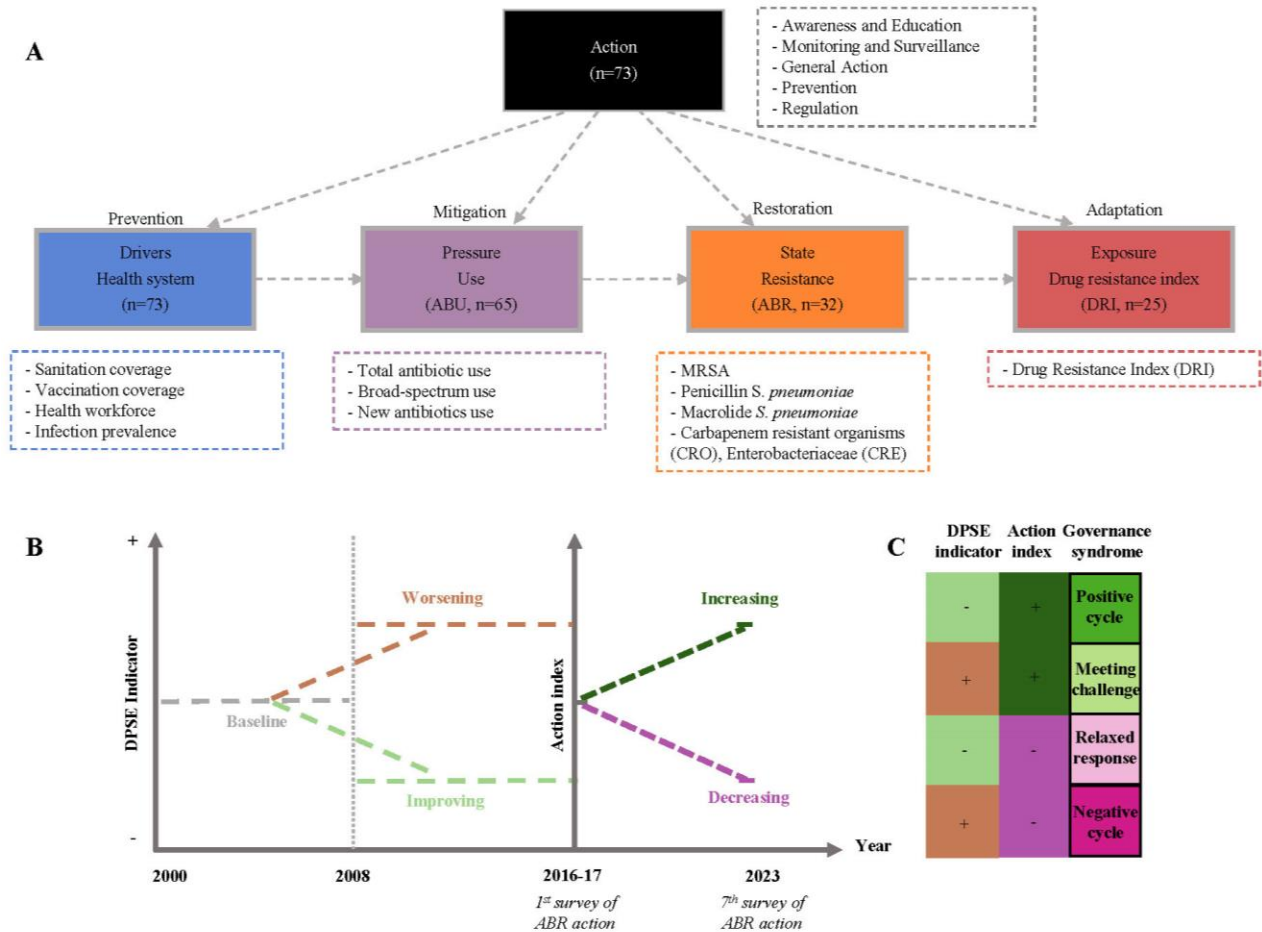 A
Action
(n=73)
- Awareness and Education
- Monitoring and Surveillance
- General Action
- Prevention
- Regulation
Prevention
Mitigation
Restoration
Adaptation
Drivers
Health system
(n=73)
Pressure
Use
(ABU, n=65)
State
Resistance
(ABR, n=32)
Exposure
Drug resistance index
(DRI, n=25)
- Sanitation coverage
- Vaccination coverage
- Health workforce
- Infection prevalence
- Total antibiotic use
- Broad-spectrum use
- New antibiotics use
- MRSA
- Penicillin S. pneumoniae
- Macrolide S. pneumoniae
- Carbapenem resistant organisms
(CRO), Enterobacteriaceae (CRE)
- Drug Resistance Index (DRI)
B
+
DPSE Indicator
-
Baseline
Worsening
Improving
Action index
Increasing
Decreasing
Year
2000
2008
2016-17
2023
1st survey of
ABR action
7th survey of
ABR action
C
DPSE
indicator
Action
index
Governance
syndrome
- + Positive
cycle
+ + Meeting
challenge
- - Relaxed
response
+ - Negative
cycle